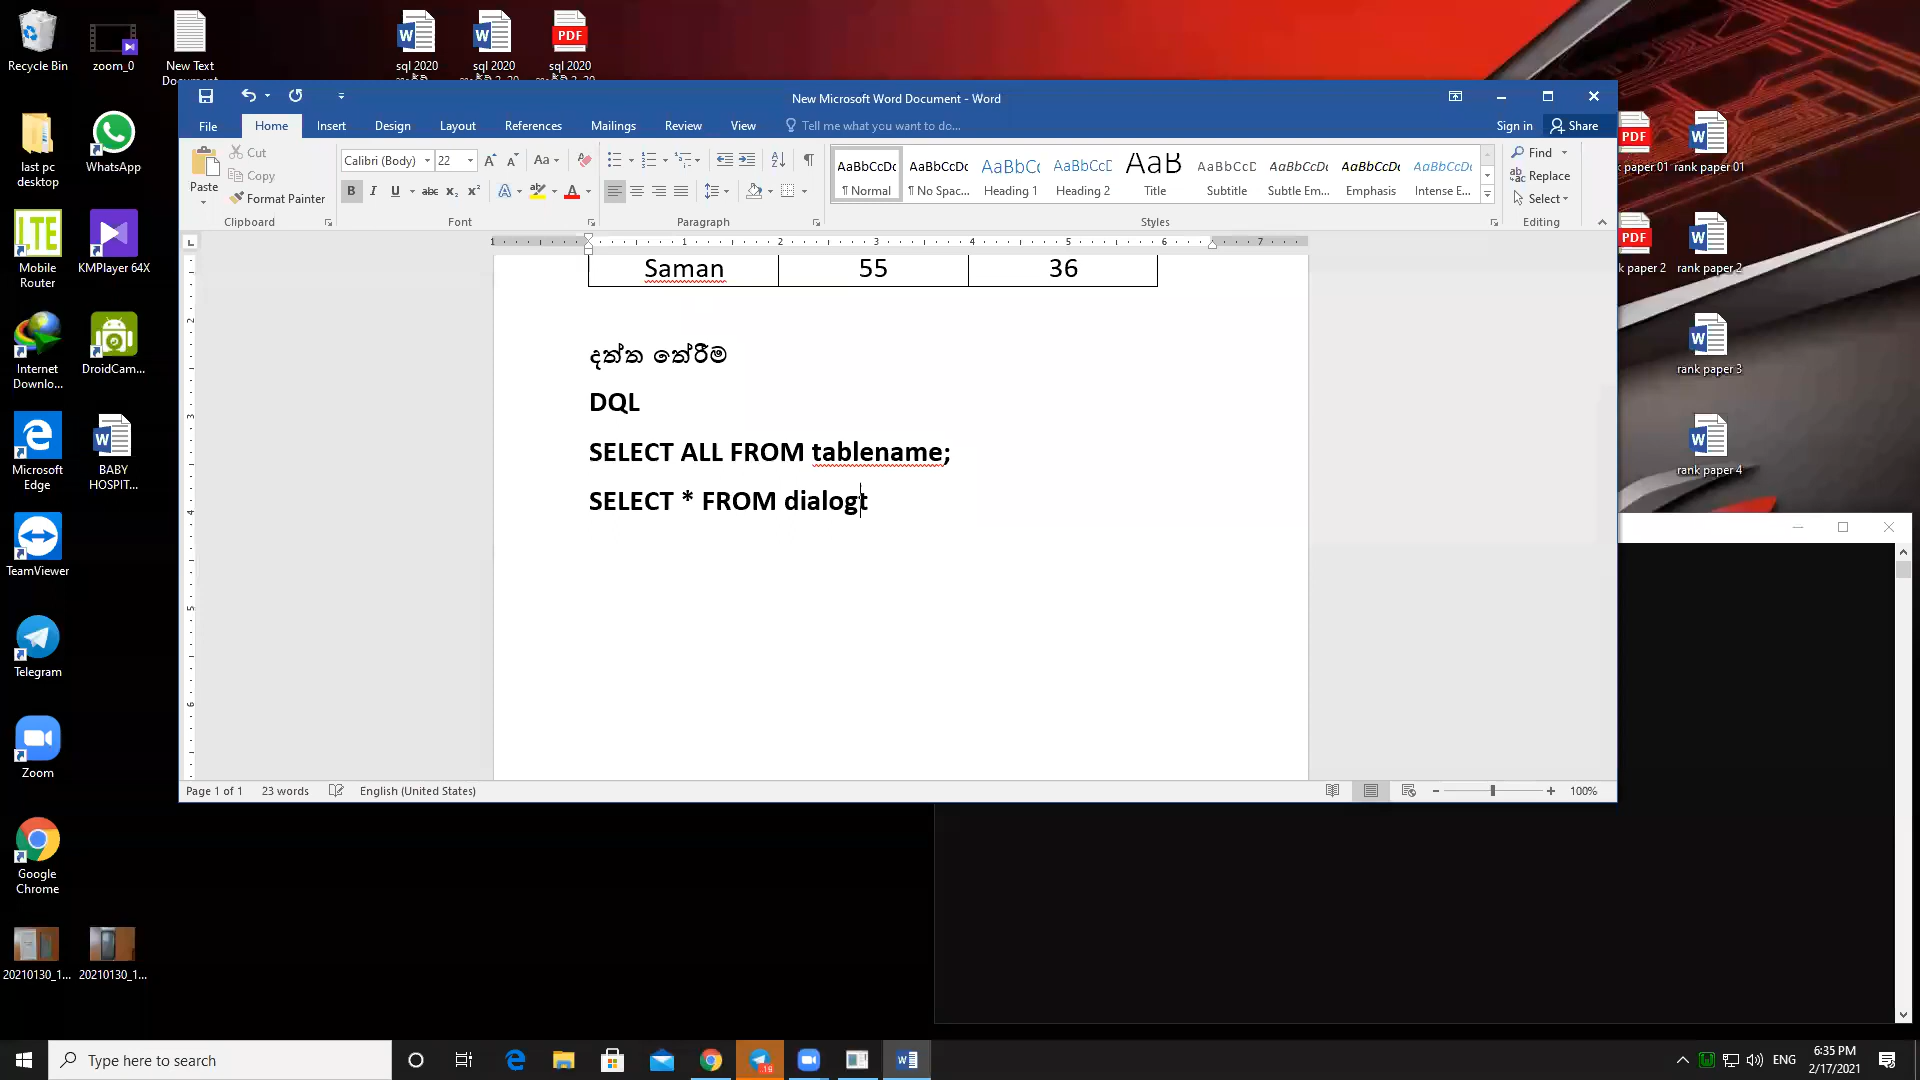 Recycle Bin
zoom_0
New Text
sql 2020
sql 2020
PDF
sql 2020
New Microsoft Word Document - Word
File
Home
Insert
Design
Layout
References
Mailings
Review
View
Tell me what you want to do...
Sign in
Share
Paste
Cut
Copy
Format Painter
Clipboard
Calibri (Body)
22
Font
Paragraph
AaBbCcDc
¶ Normal
AaBbCcDc
¶ No Spac...
AaBbC
Heading 1
AaBbCcD
Heading 2
AaB
Title
AaBbCcD
Subtitle
AaBbCcDc
Subtle Em...
AaBbCcDc
Emphasis
AaBbCcDc
Intense E...
Styles
Find
Replace
Select
Editing
Saman 55 36
දත්ත තේරීම
DQL
SELECT ALL FROM tablename;
SELECT * FROM dialogt
Page 1 of 1
23 words
English (United States)
100%
last pc
desktop
WhatsApp
LTE
Mobile
Router
KMPlayer 64X
Internet
Downlo...
DroidCam...
Microsoft
Edge
BABY
HOSPIT...
TeamViewer
Telegram
Zoom
Google
Chrome
20210130_1...
20210130_1...
PDF
k paper 01
rank paper 01
PDF
k paper 2
rank paper 2
rank paper 3
rank paper 4
Type here to search
ENG
6:35 PM
2/17/2021